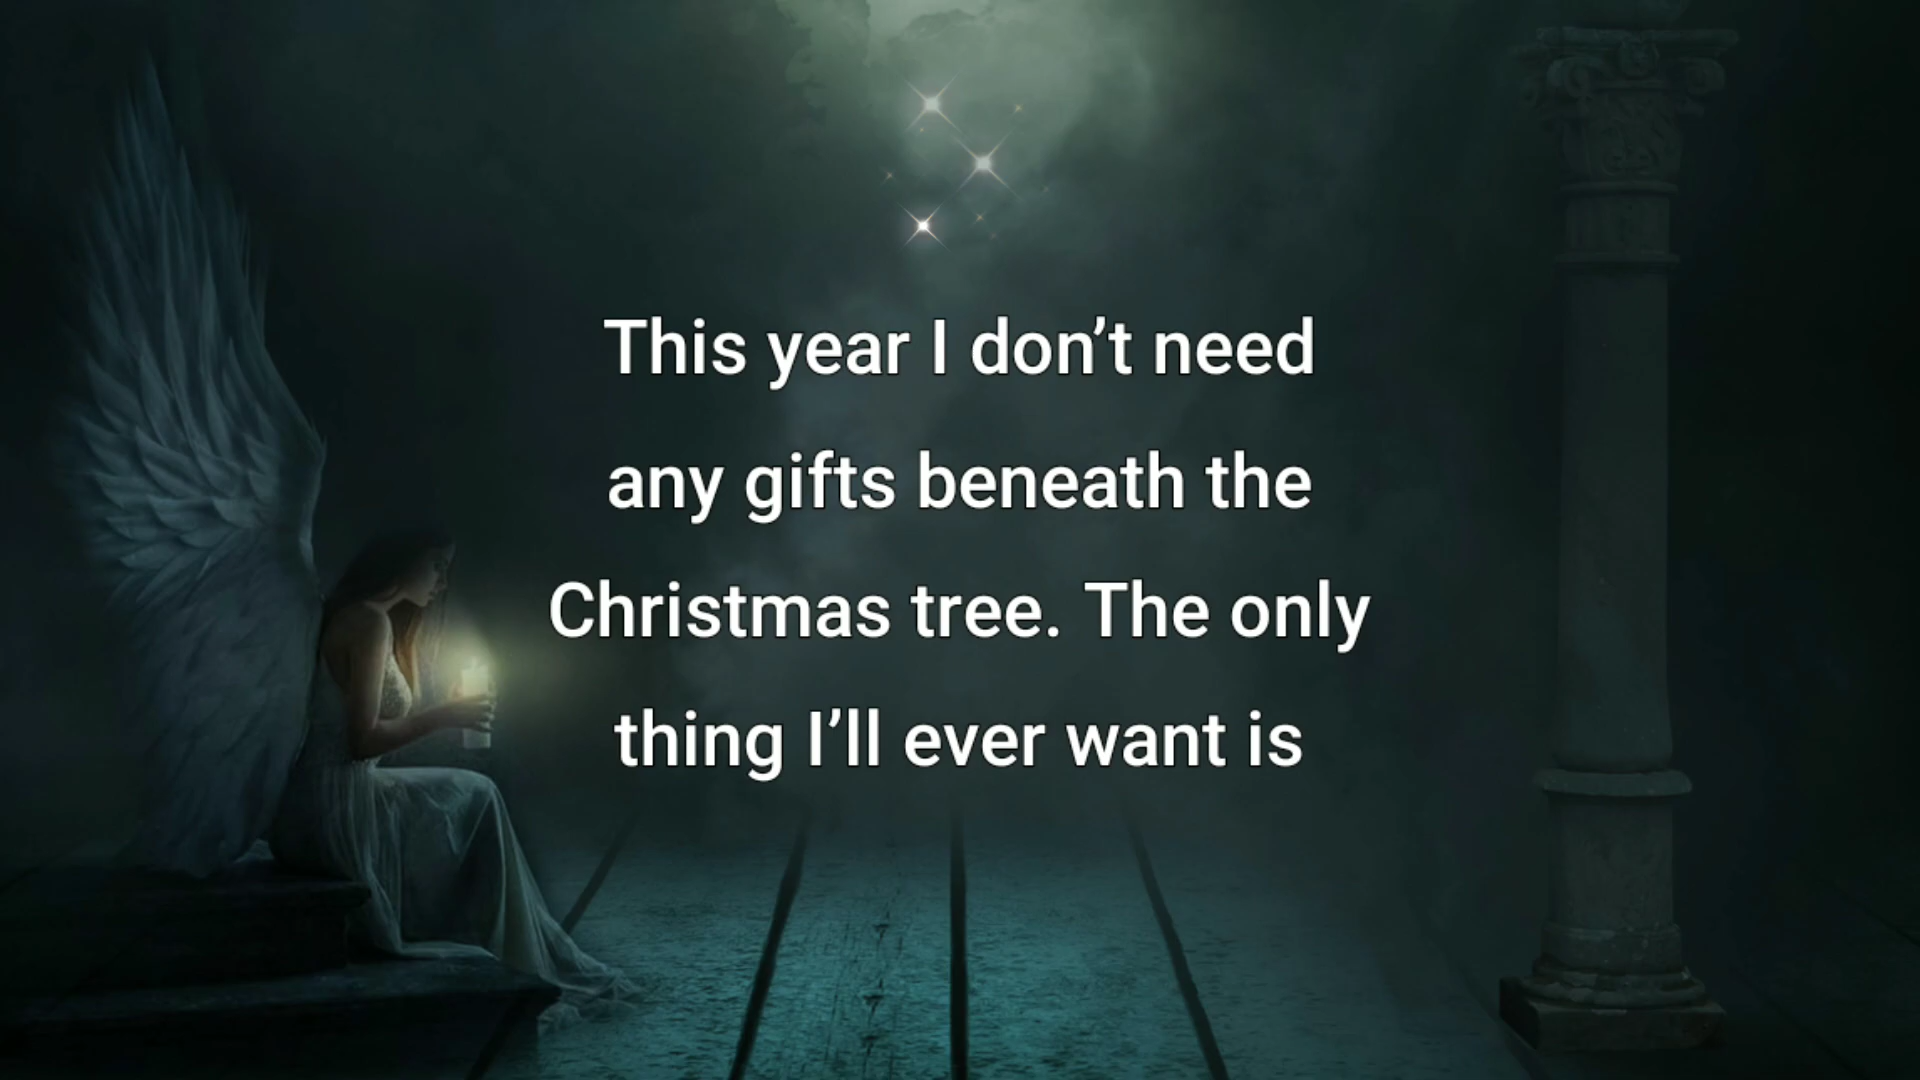 This year I don’t need
any gifts beneath the
Christmas tree. The only
thing I’ll ever want is